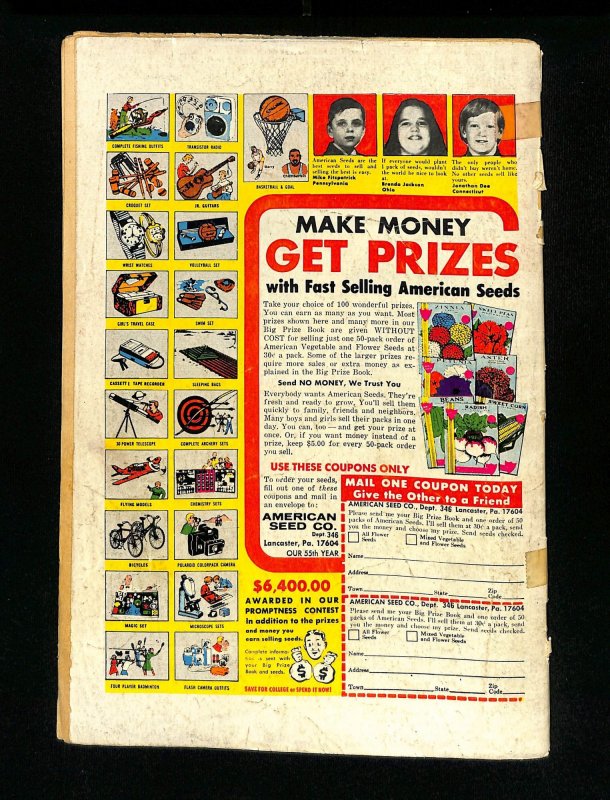 COMPLETE FISHING OUTFITS
TRANSISTOR RADIO
BASKETBALL & GOAL
American Seeds are the
best seeds to sell and
selling the best is easy.
Mike Fitzpatrick
Pennsylvania
If everyone would plant
1 pack of seeds, wouldn't
the world be nice to look
at.
Brenda Jackson
Ohio
The only people who
didn't buy weren't home.
No other seeds sell like
yours.
Jonathan Dee
Connecticut
CROQUET SET
JR. GUITARS
WRIST WATCHES
VOLLEYBALL SET
GIRL'S TRAVEL CASE
SWIM SET
CASSETTE TAPE RECORDER
SLEEPING BAGS
30 POWER TELESCOPE
COMPLETE ARCHERY SETS
FLYING MODELS
CHEMISTRY SETS
BICYCLES
POLAROID COLORPACK CAMERA
MAGIC SET
MICROSCOPE SETS
FOUR PLAYER BADMINTON
FLASH CAMERA OUTFITS
MAKE MONEY
GET PRIZES
with Fast Selling American Seeds
Take your choice of 100 wonderful prizes.
You can earn as many as you want. Most
prizes shown here and many more in our
Big Prize Book are given WITHOUT
COST for selling just one 50-pack order of
American Vegetable and Flower Seeds at
30¢ a pack. Some of the larger prizes re-
quire more sales or extra money as ex-
plained in the Big Prize Book.
Send NO MONEY, We Trust You
Everybody wants American Seeds. They're
fresh and ready to grow, You'll sell them
quickly to family, friends and neighbors.
Many boys and girls sell their packs in one
day. You can, too — and get your prize at
once. Or, if you want money instead of a
prize, keep $5.00 for every 50-pack order
you sell.
ZINNIA
ASTER
BEANS
RADISH
SWEET CORN
USE THESE COUPONS ONLY
To order your seeds,
fill out one of these
coupons and mail in
an envelope to:
AMERICAN
SEED CO.
Dept. 346
Lancaster, Pa. 17604
OUR 55th YEAR
MAIL ONE COUPON TODAY
Give the Other to a Friend
AMERICAN SEED CO., Dept. 346 Lancaster, Pa. 17604
Please send me your Big Prize Book and one order of 50
packs of American Seeds. I'll sell them at 30¢ a pack, send
you the money and choose my prize. Send seeds checked.
All Flower Seeds
Mixed Vegetable and Flower Seeds
Name
Address
Town State Zip Code
AMERICAN SEED CO., Dept. 346 Lancaster, Pa. 17604
Please send me your Big Prize Book and one order of 50
packs of American Seeds. I'll sell them at 30¢ a pack, send
you the money and choose my prize. Send seeds checked.
All Flower Seeds
Mixed Vegetable and Flower Seeds
Name
Address
Town State Zip Code
$6,400.00
AWARDED IN OUR
PROMPTNESS CONTEST
In addition to the prizes
and money you
earn selling seeds.
Complete informa-
tion is sent with
your Big Prize
Book and seeds.
$ $
SAVE FOR COLLEGE or SPEND IT NOW!